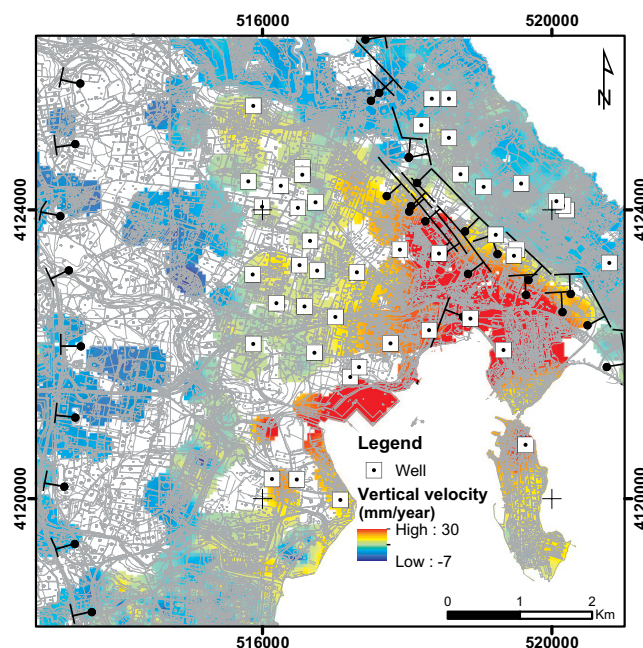 516000
520000
N
4124000
4124000
4120000
4120000
Legend
Well
Vertical velocity
(mm/year)
High : 30
Low : -7
0
1
2
Km
516000
520000